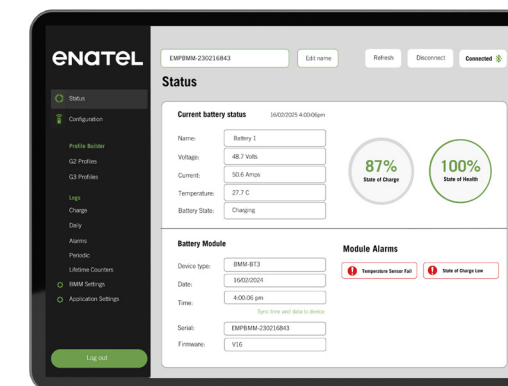 enatel
EMPBMM-230216843
Edit name
Refresh
Disconnect
Connected
Status
Status
Configuration
Profile Builder
G2 Profiles
G3 Profiles
Logs
Charge
Daily
Alarms
Periodic
Lifetime Counters
BMM Settings
Application Settings
Log out
Current battery status 16/02/2025 4:00:06pm
Name: Battery 1
Voltage: 48.7 Volts
Current: 50.6 Amps
Temperature: 27.7 C
Battery State: Charging
87%
State of Charge
100%
State of Health
Battery Module
Device type: BMM-BT3
Date: 16/02/2024
Time: 4:00:06 pm
Sync time and data to device
Serial: EMPBMM-230216843
Firmware: V16
Module Alarms
Temperature Sensor Fail
State of Charge Low